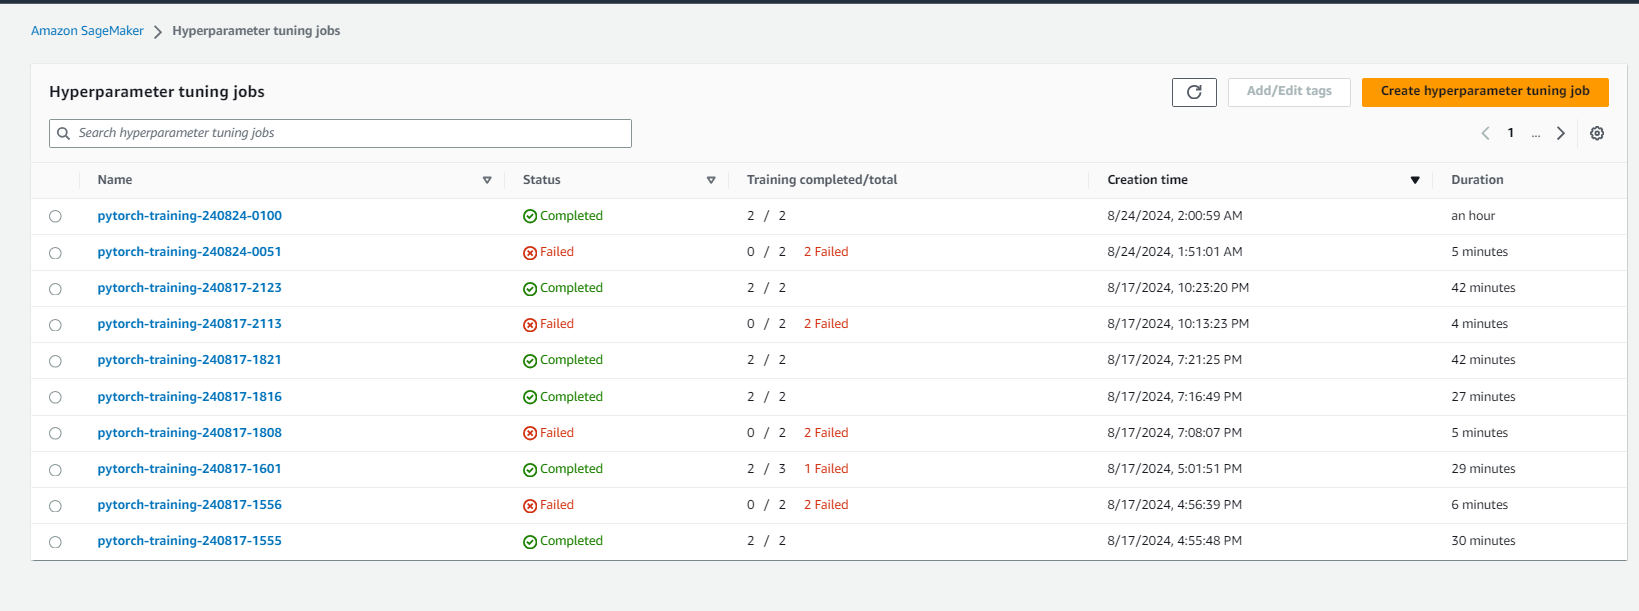 Amazon SageMaker > Hyperparameter tuning jobs
Hyperparameter tuning jobs
Add/Edit tags
Create hyperparameter tuning job
Search hyperparameter tuning jobs
1 ...
Name Status Training completed/total Creation time Duration
pytorch-training-240824-0100 Completed 2 / 2 8/24/2024, 2:00:59 AM an hour
pytorch-training-240824-0051 Failed 0 / 2 2 Failed 8/24/2024, 1:51:01 AM 5 minutes
pytorch-training-240817-2123 Completed 2 / 2 8/17/2024, 10:23:20 PM 42 minutes
pytorch-training-240817-2113 Failed 0 / 2 2 Failed 8/17/2024, 10:13:23 PM 4 minutes
pytorch-training-240817-1821 Completed 2 / 2 8/17/2024, 7:21:25 PM 42 minutes
pytorch-training-240817-1816 Completed 2 / 2 8/17/2024, 7:16:49 PM 27 minutes
pytorch-training-240817-1808 Failed 0 / 2 2 Failed 8/17/2024, 7:08:07 PM 5 minutes
pytorch-training-240817-1601 Completed 2 / 3 1 Failed 8/17/2024, 5:01:51 PM 29 minutes
pytorch-training-240817-1556 Failed 0 / 2 2 Failed 8/17/2024, 4:56:39 PM 6 minutes
pytorch-training-240817-1555 Completed 2 / 2 8/17/2024, 4:55:48 PM 30 minutes